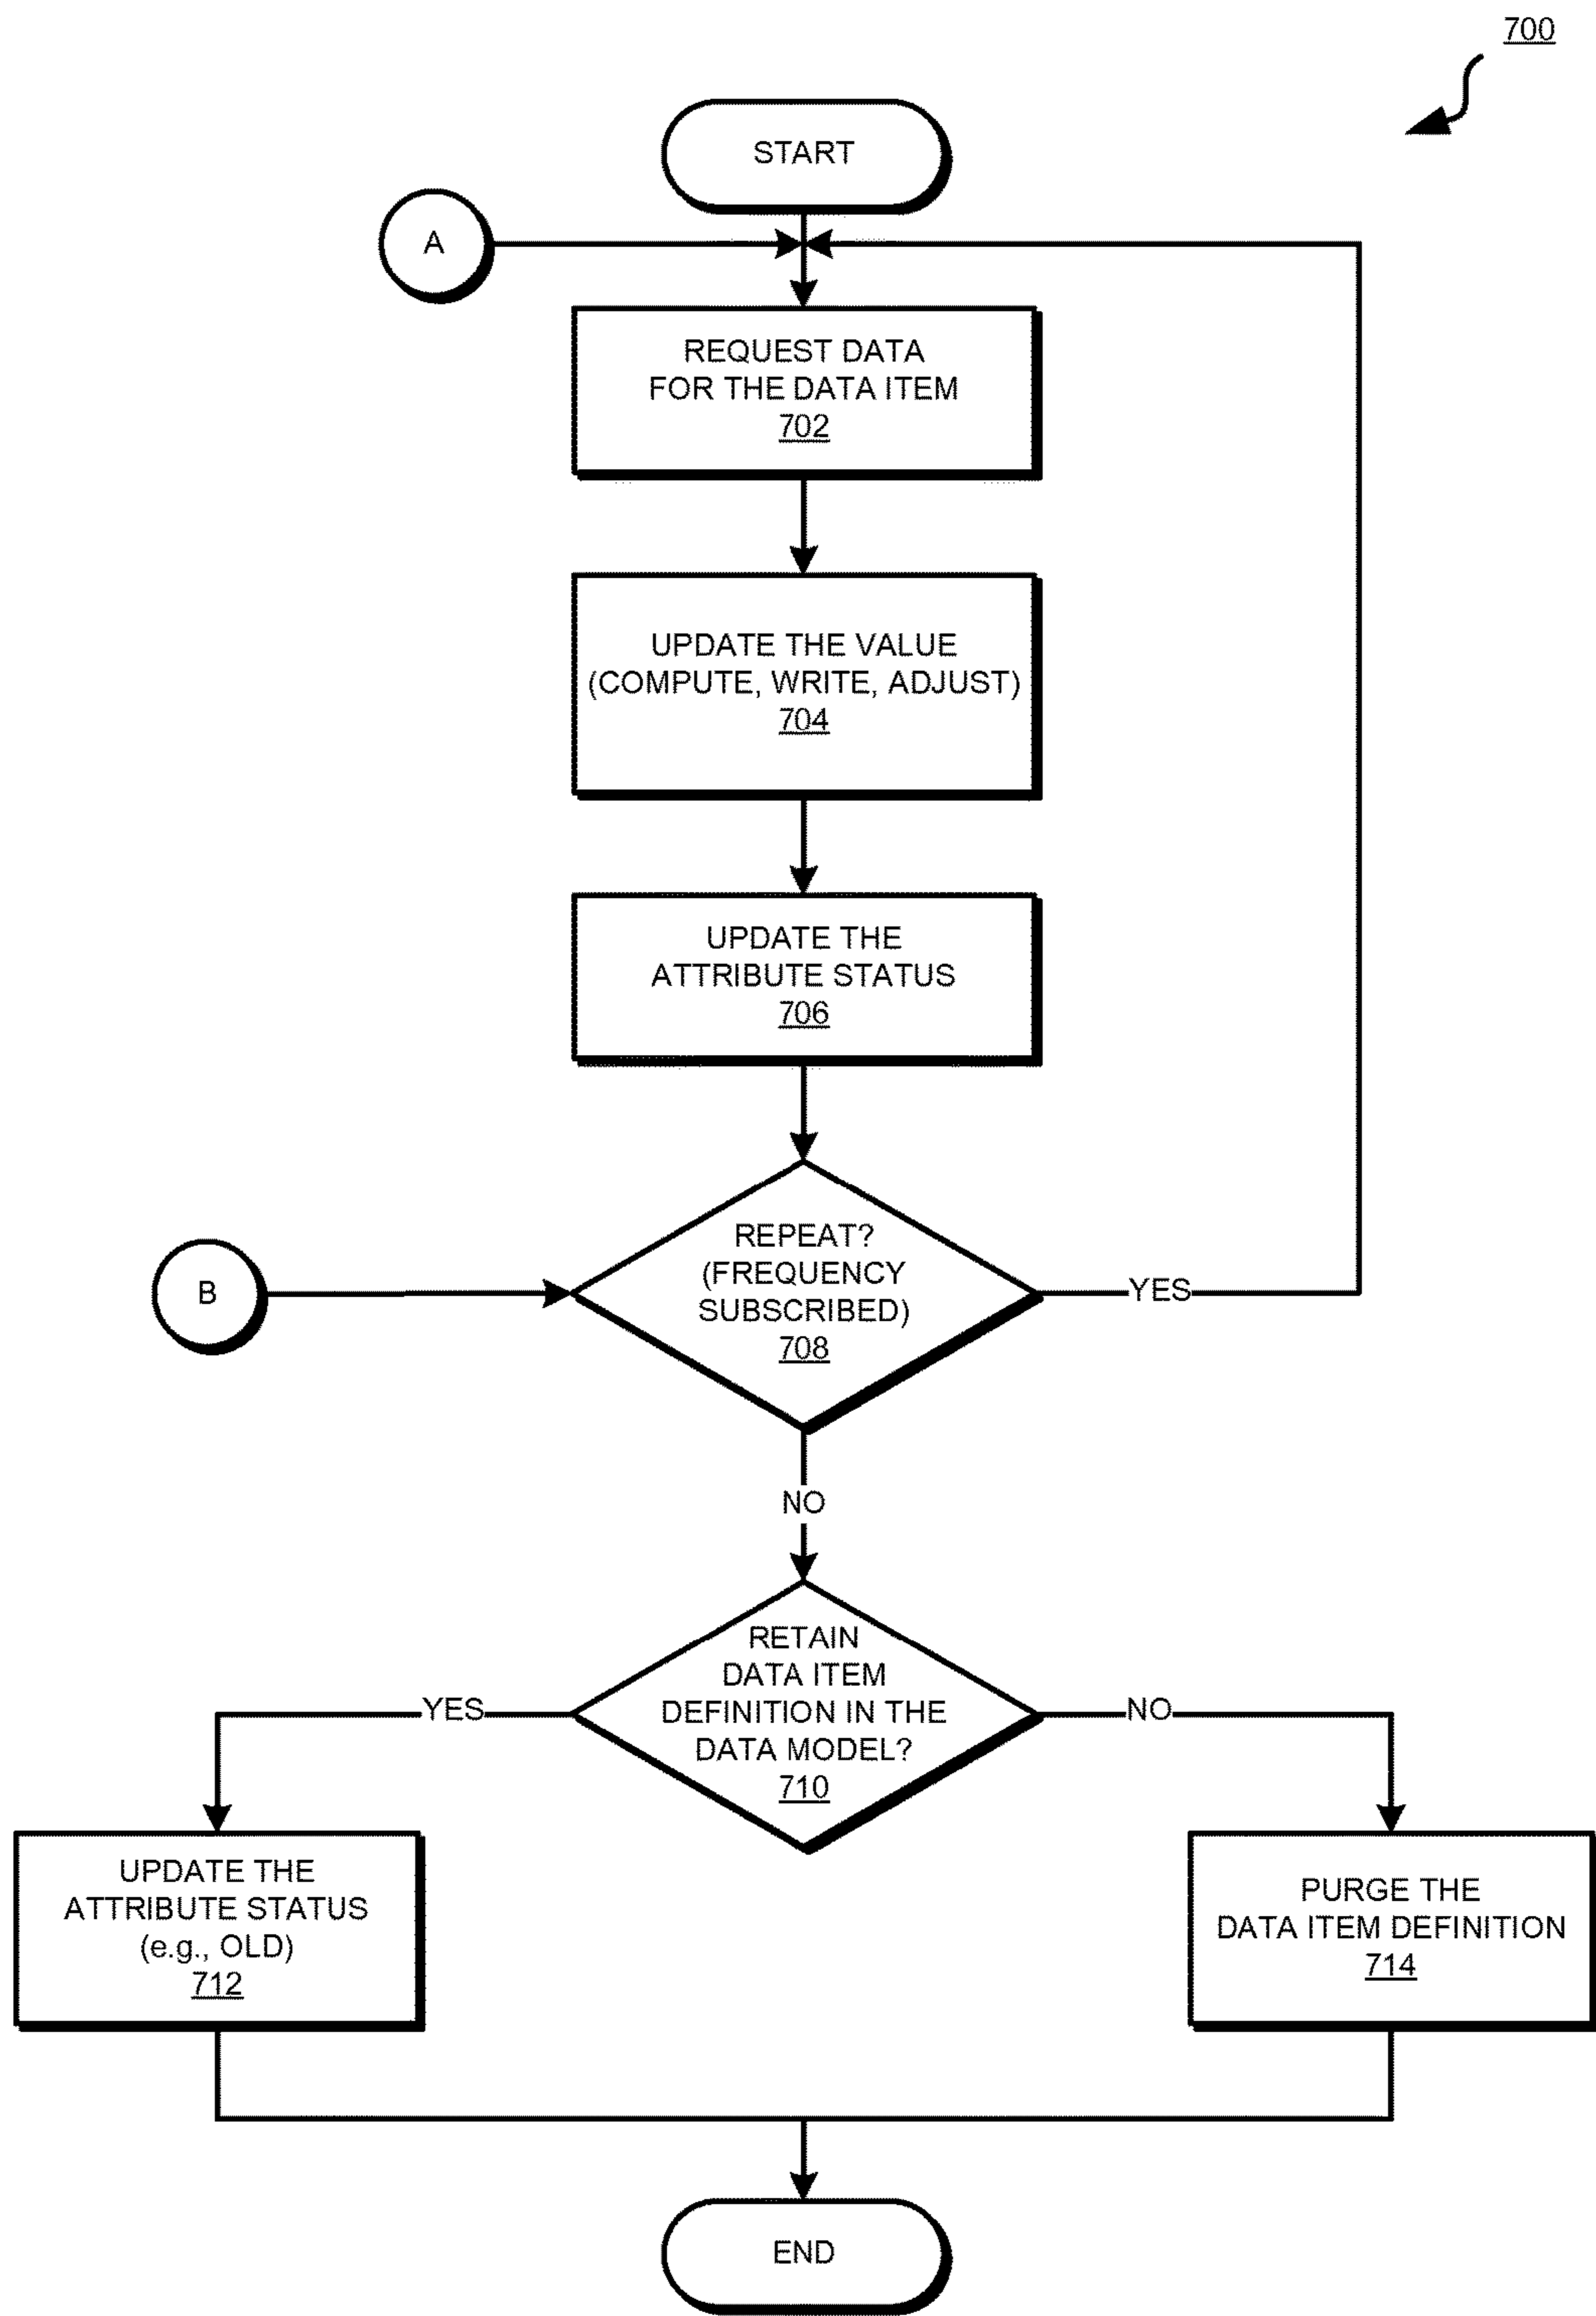 700
START
A
REQUEST DATA
FOR THE DATA ITEM
702
UPDATE THE VALUE
(COMPUTE, WRITE, ADJUST)
704
UPDATE THE
ATTRIBUTE STATUS
706
REPEAT?
(FREQUENCY
SUBSCRIBED)
708
B
YES
NO
RETAIN
DATA ITEM
DEFINITION IN THE
DATA MODEL?
710
YES
NO
UPDATE THE
ATTRIBUTE STATUS
(e.g., OLD)
712
PURGE THE
DATA ITEM DEFINITION
714
END